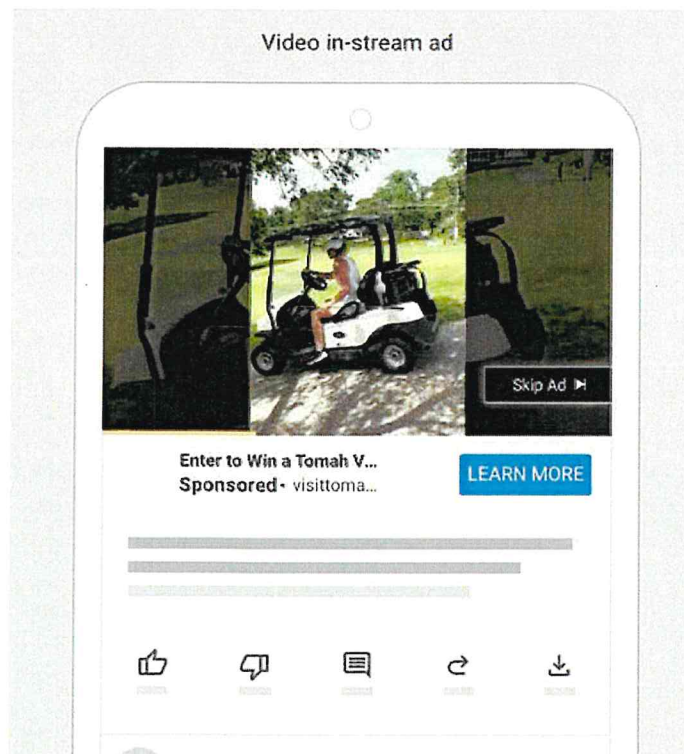 Video in-stream ad
Skip Ad
Enter to Win a Tomah V...
Sponsored • visittoma...
LEARN MORE